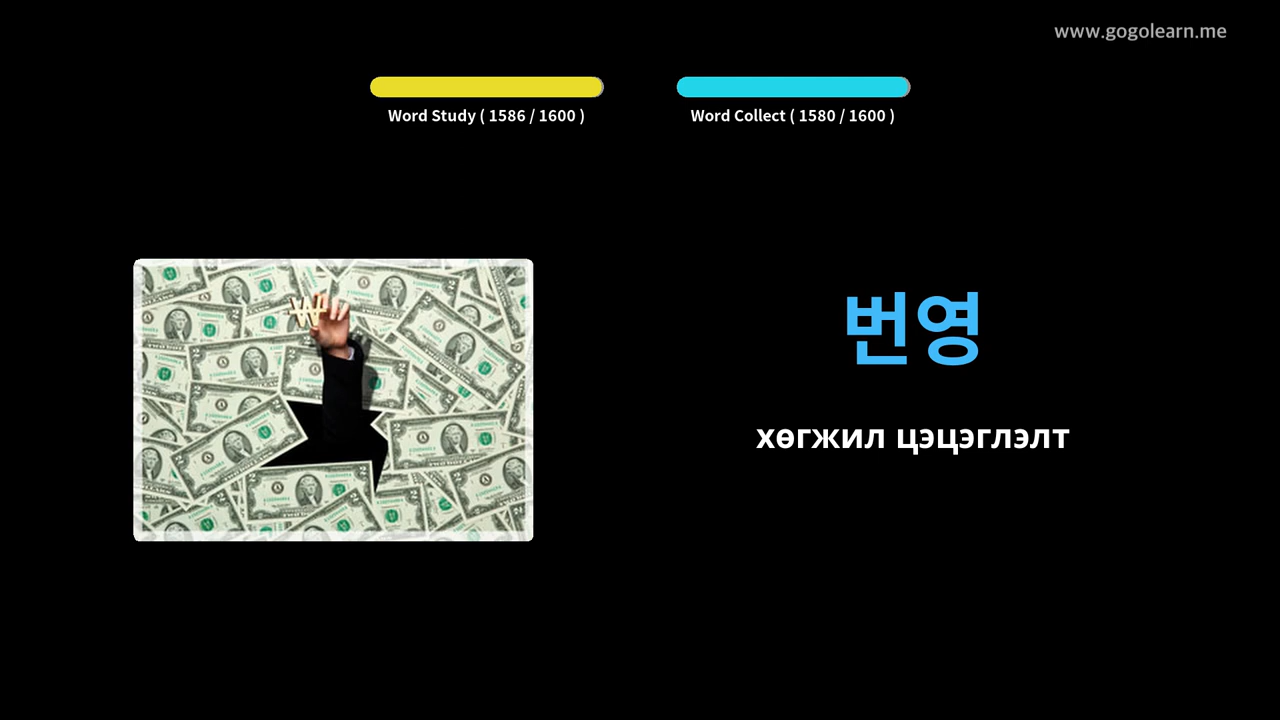 www.gogolearn.me
Word Study ( 1586 / 1600 )
Word Collect ( 1580 / 1600 )
번영
хөгжил цэцэглэлт